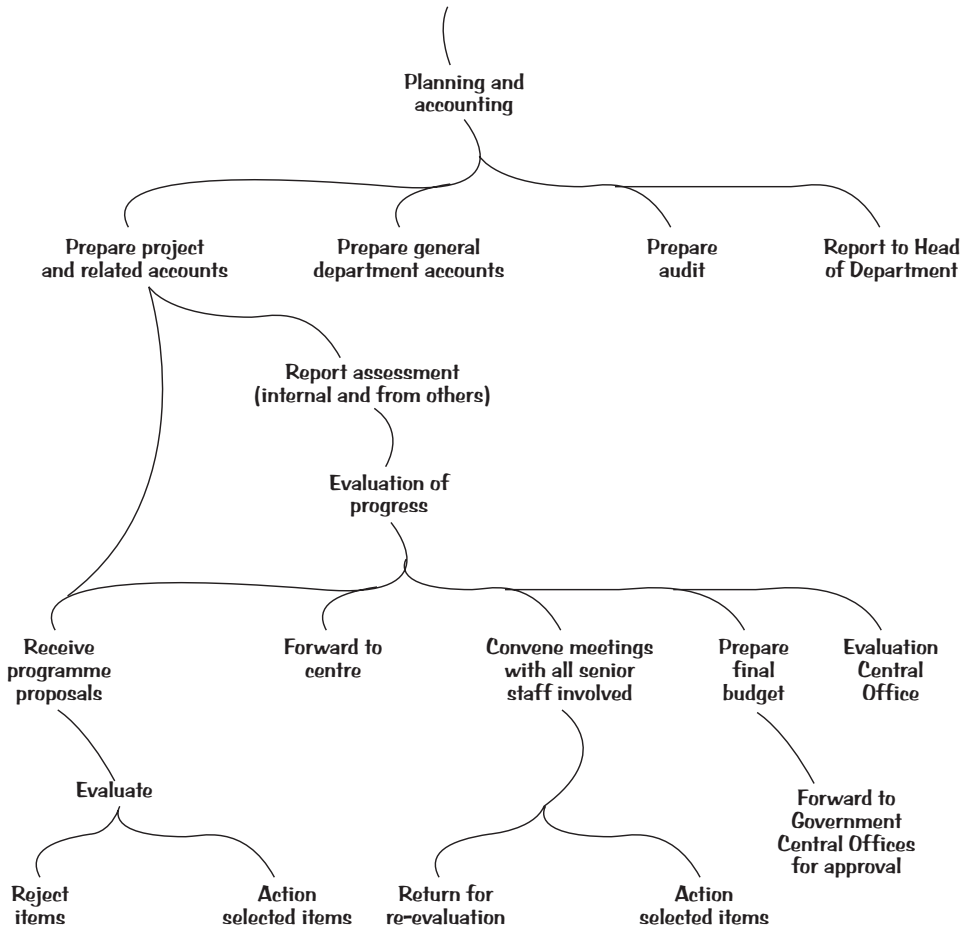 Planning and
accounting
Prepare project
and related accounts
Prepare general
department accounts
Prepare
audit
Report to Head
of Department
Report assessment
(internal and from others)
Evaluation of
progress
Receive
programme
proposals
Forward to
centre
Convene meetings
with all senior
staff involved
Prepare
final
budget
Evaluation
Central
Office
Evaluate
Forward to
Government
Central Offices
for approval
Reject
items
Action
selected items
Return for
re-evaluation
Action
selected items